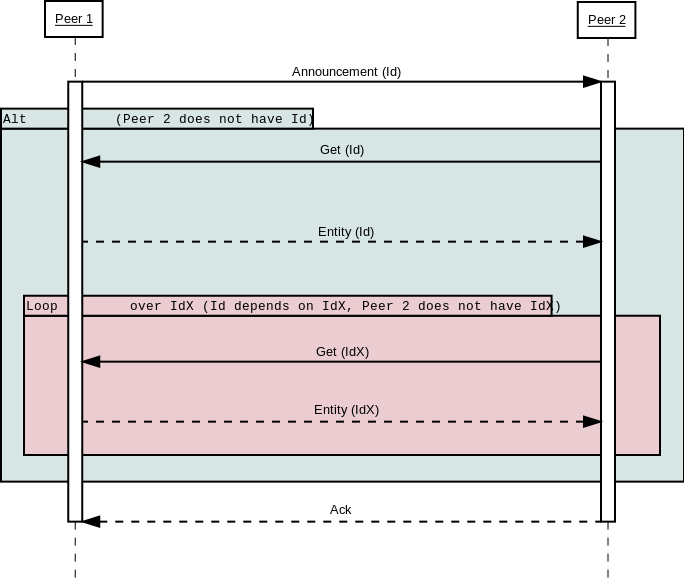 Peer 1
Peer 2
Announcement (Id)
Alt (Peer 2 does not have Id)
Get (Id)
Entity (Id)
Loop over IdX (Id depends on IdX, Peer 2 does not have IdX)
Get (IdX)
Entity (IdX)
Ack